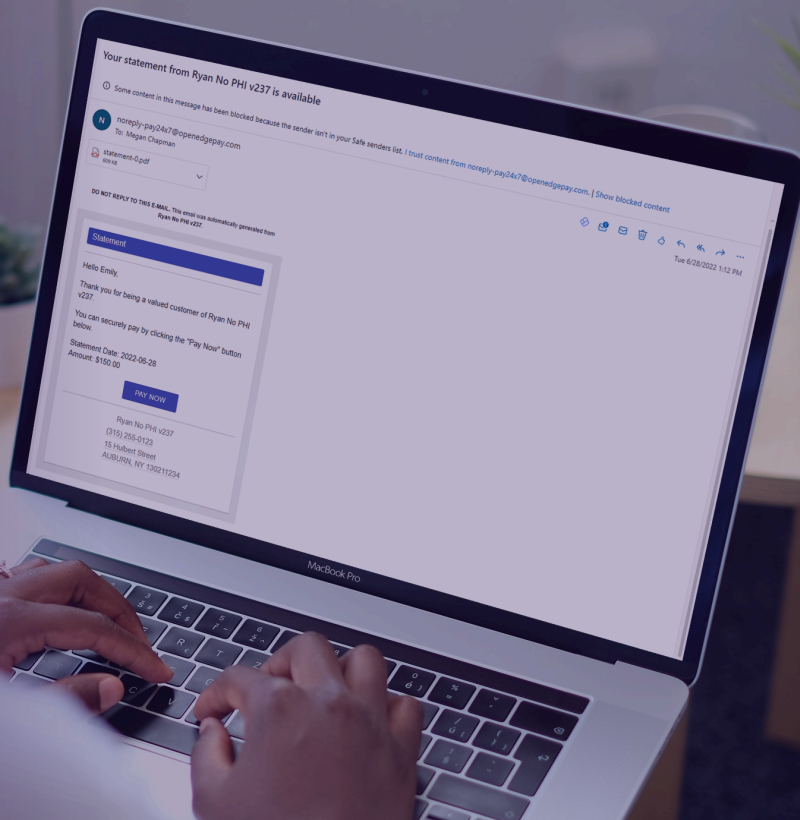 Your statement from Ryan No PHI v237 is available
Some content in this message has been blocked because the sender isn't in your Safe senders list. I trust content from noreply-pay24x7@openedgepay.com. | Show blocked content
N
noreply-pay24x7@openedgepay.com
To: Megan Chapman
statement-0.pdf
609 KB
Tue 6/28/2022 1:12 PM
DO NOT REPLY TO THIS E-MAIL. This email was automatically generated from
Ryan No PHI v237.
Statement
Hello Emily,
Thank you for being a valued customer of Ryan No PHI
v237.
You can securely pay by clicking the "Pay Now" button
below.
Statement Date: 2022-06-28
Amount: $150.00
PAY NOW
Ryan No PHI v237
(315) 255-0123
15 Hulbert Street
AUBURN, NY 130211234
MacBook Pro